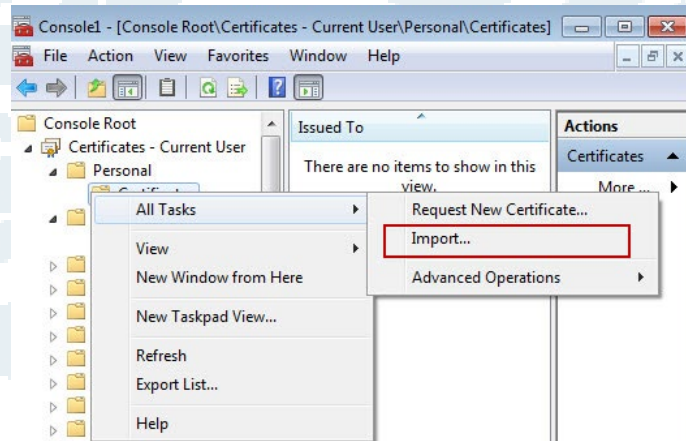 Console1 - [Console Root\Certificates - Current User\Personal\Certificates]
File Action View Favorites Window Help
Console Root
Certificates - Current User
Personal
Issued To
There are no items to show in this
view.
Actions
Certificates
More ...
All Tasks
View
New Window from Here
New Taskpad View...
Refresh
Export List...
Help
Request New Certificate...
Import...
Advanced Operations